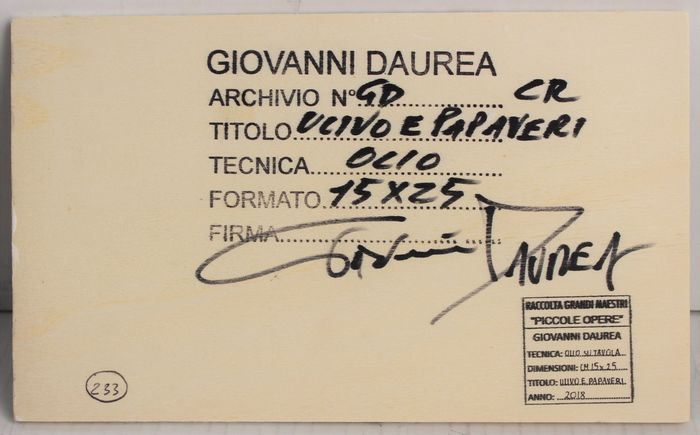 GIOVANNI DAUREA
ARCHIVIO N° GD CR
TITOLO ULIVO E PAPAVERI
TECNICA OLIO
FORMATO 15X25
FIRMA Giovanni DAUREA
RACCOLTA GRANDI MAESTRI
"PICCOLE OPERE"
GIOVANNI DAUREA
TECNICA: OLIO SU TAVOLA
DIMENSIONI: CM 15X25
TITOLO: ULIVO E PAPAVERI
ANNO: 2018
233